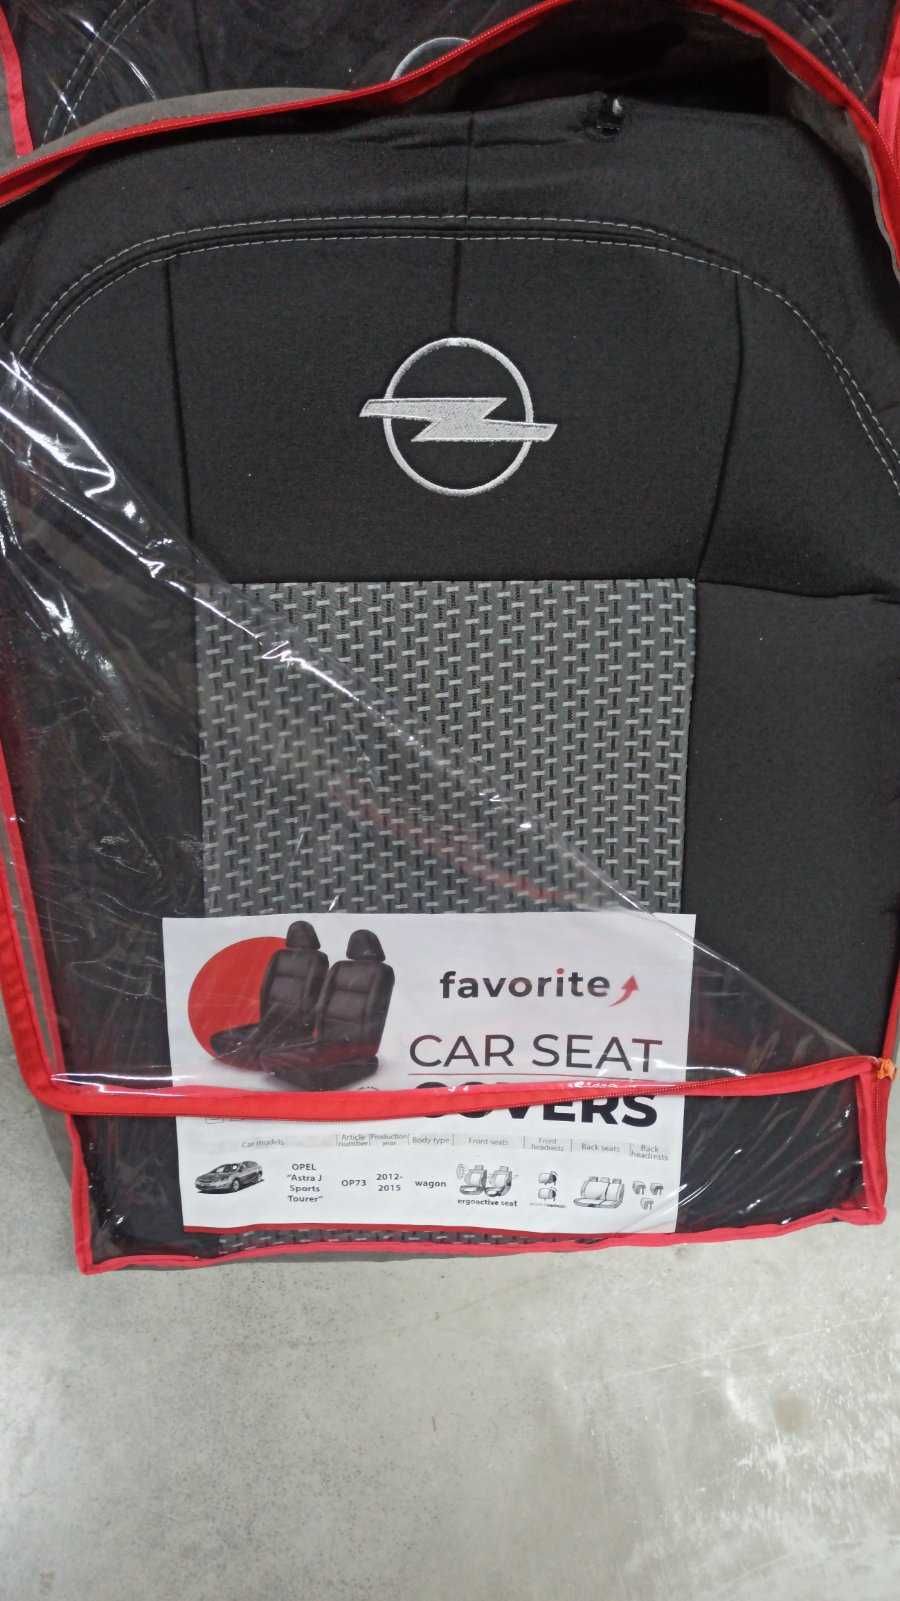 favorite
CAR SEAT
COVERS
Car models
Article number
Production year
Body type
Front seats
Front headrests
Back seats
Back headrests
OPEL
"Astra J
Sports
Tourer"
OP73
2012-
2015
wagon
ergoactive seat